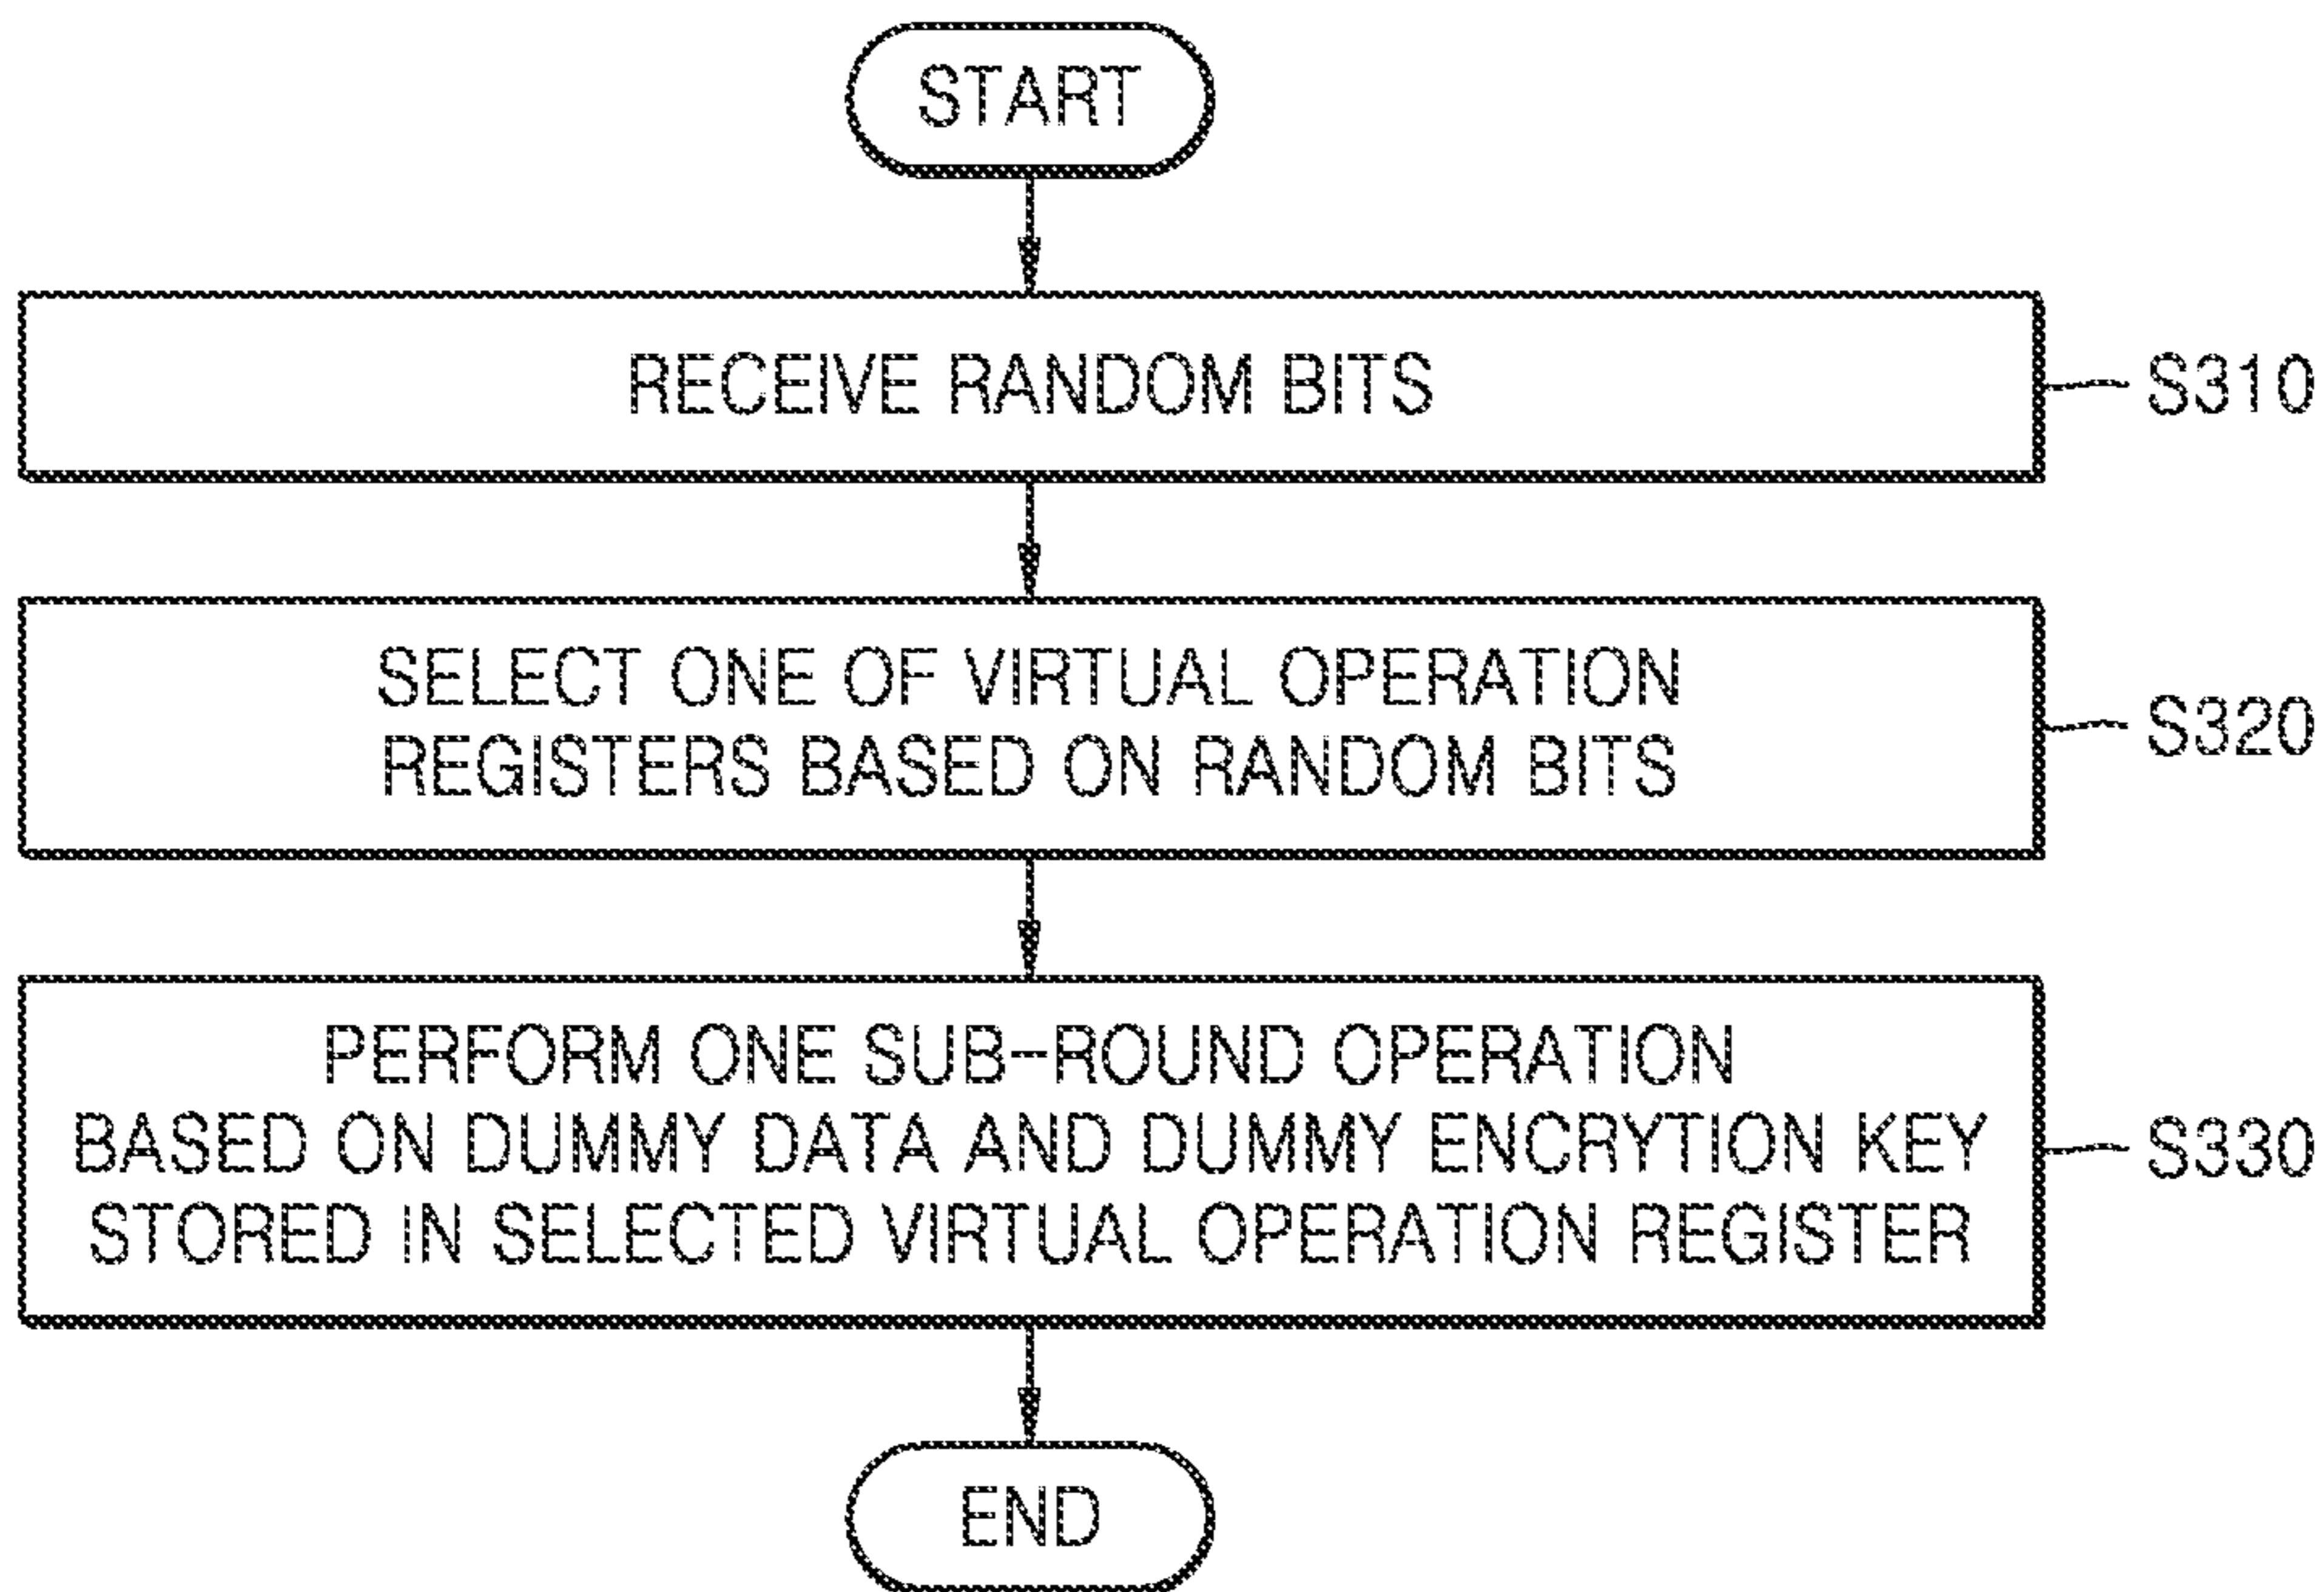 START
RECEIVE RANDOM BITS
S310
SELECT ONE OF VIRTUAL OPERATION
REGISTERS BASED ON RANDOM BITS
S320
PERFORM ONE SUB-ROUND OPERATION
BASED ON DUMMY DATA AND DUMMY ENCRYTION KEY
STORED IN SELECTED VIRTUAL OPERATION REGISTER
S330
END